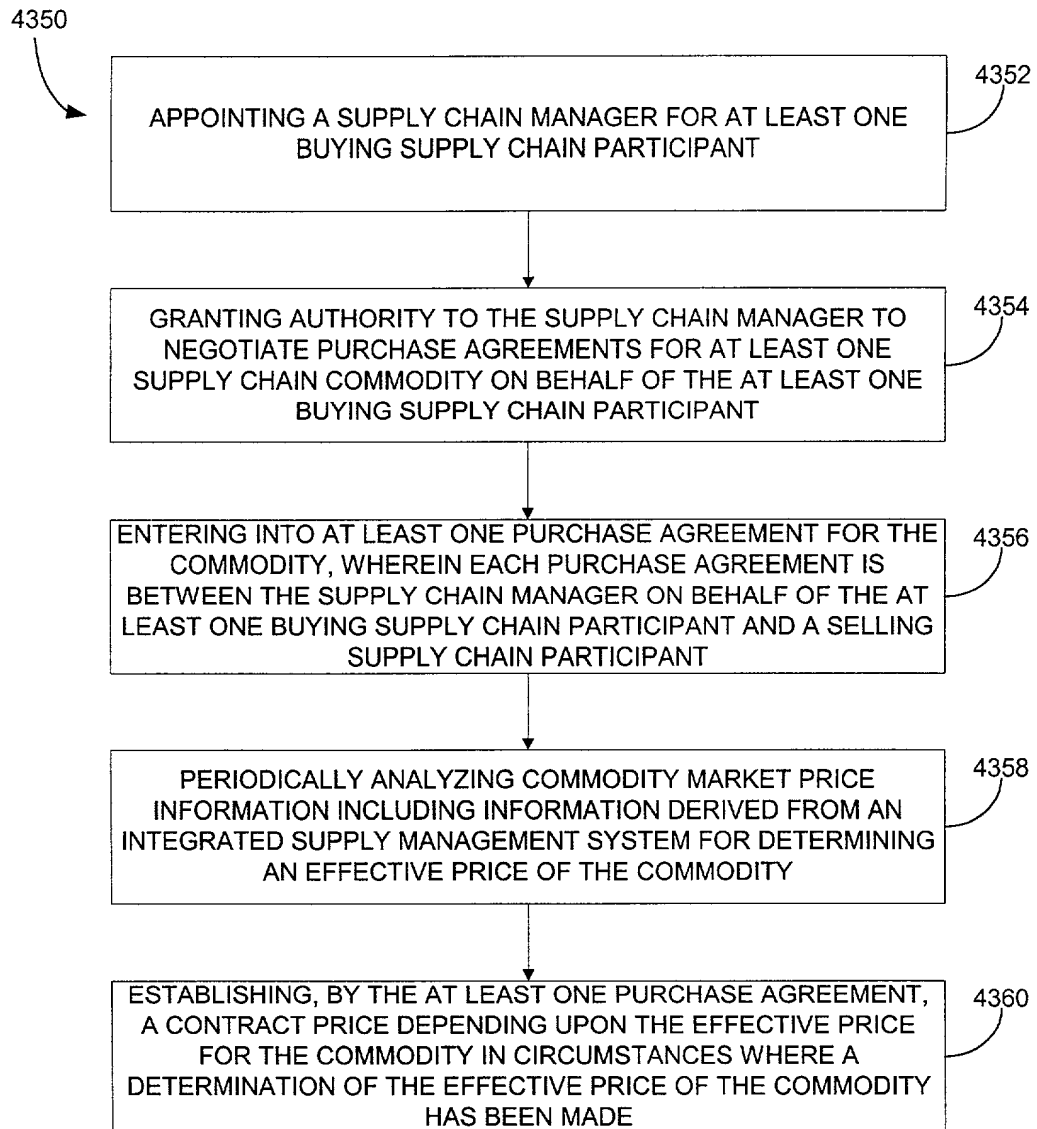 4350
4352
APPOINTING A SUPPLY CHAIN MANAGER FOR AT LEAST ONE
BUYING SUPPLY CHAIN PARTICIPANT
4354
GRANTING AUTHORITY TO THE SUPPLY CHAIN MANAGER TO
NEGOTIATE PURCHASE AGREEMENTS FOR AT LEAST ONE
SUPPLY CHAIN COMMODITY ON BEHALF OF THE AT LEAST ONE
BUYING SUPPLY CHAIN PARTICIPANT
4356
ENTERING INTO AT LEAST ONE PURCHASE AGREEMENT FOR THE
COMMODITY, WHEREIN EACH PURCHASE AGREEMENT IS
BETWEEN THE SUPPLY CHAIN MANAGER ON BEHALF OF THE AT
LEAST ONE BUYING SUPPLY CHAIN PARTICIPANT AND A SELLING
SUPPLY CHAIN PARTICIPANT
4358
PERIODICALLY ANALYZING COMMODITY MARKET PRICE
INFORMATION INCLUDING INFORMATION DERIVED FROM AN
INTEGRATED SUPPLY MANAGEMENT SYSTEM FOR DETERMINING
AN EFFECTIVE PRICE OF THE COMMODITY
4360
ESTABLISHING, BY THE AT LEAST ONE PURCHASE AGREEMENT,
A CONTRACT PRICE DEPENDING UPON THE EFFECTIVE PRICE
FOR THE COMMODITY IN CIRCUMSTANCES WHERE A
DETERMINATION OF THE EFFECTIVE PRICE OF THE COMMODITY
HAS BEEN MADE